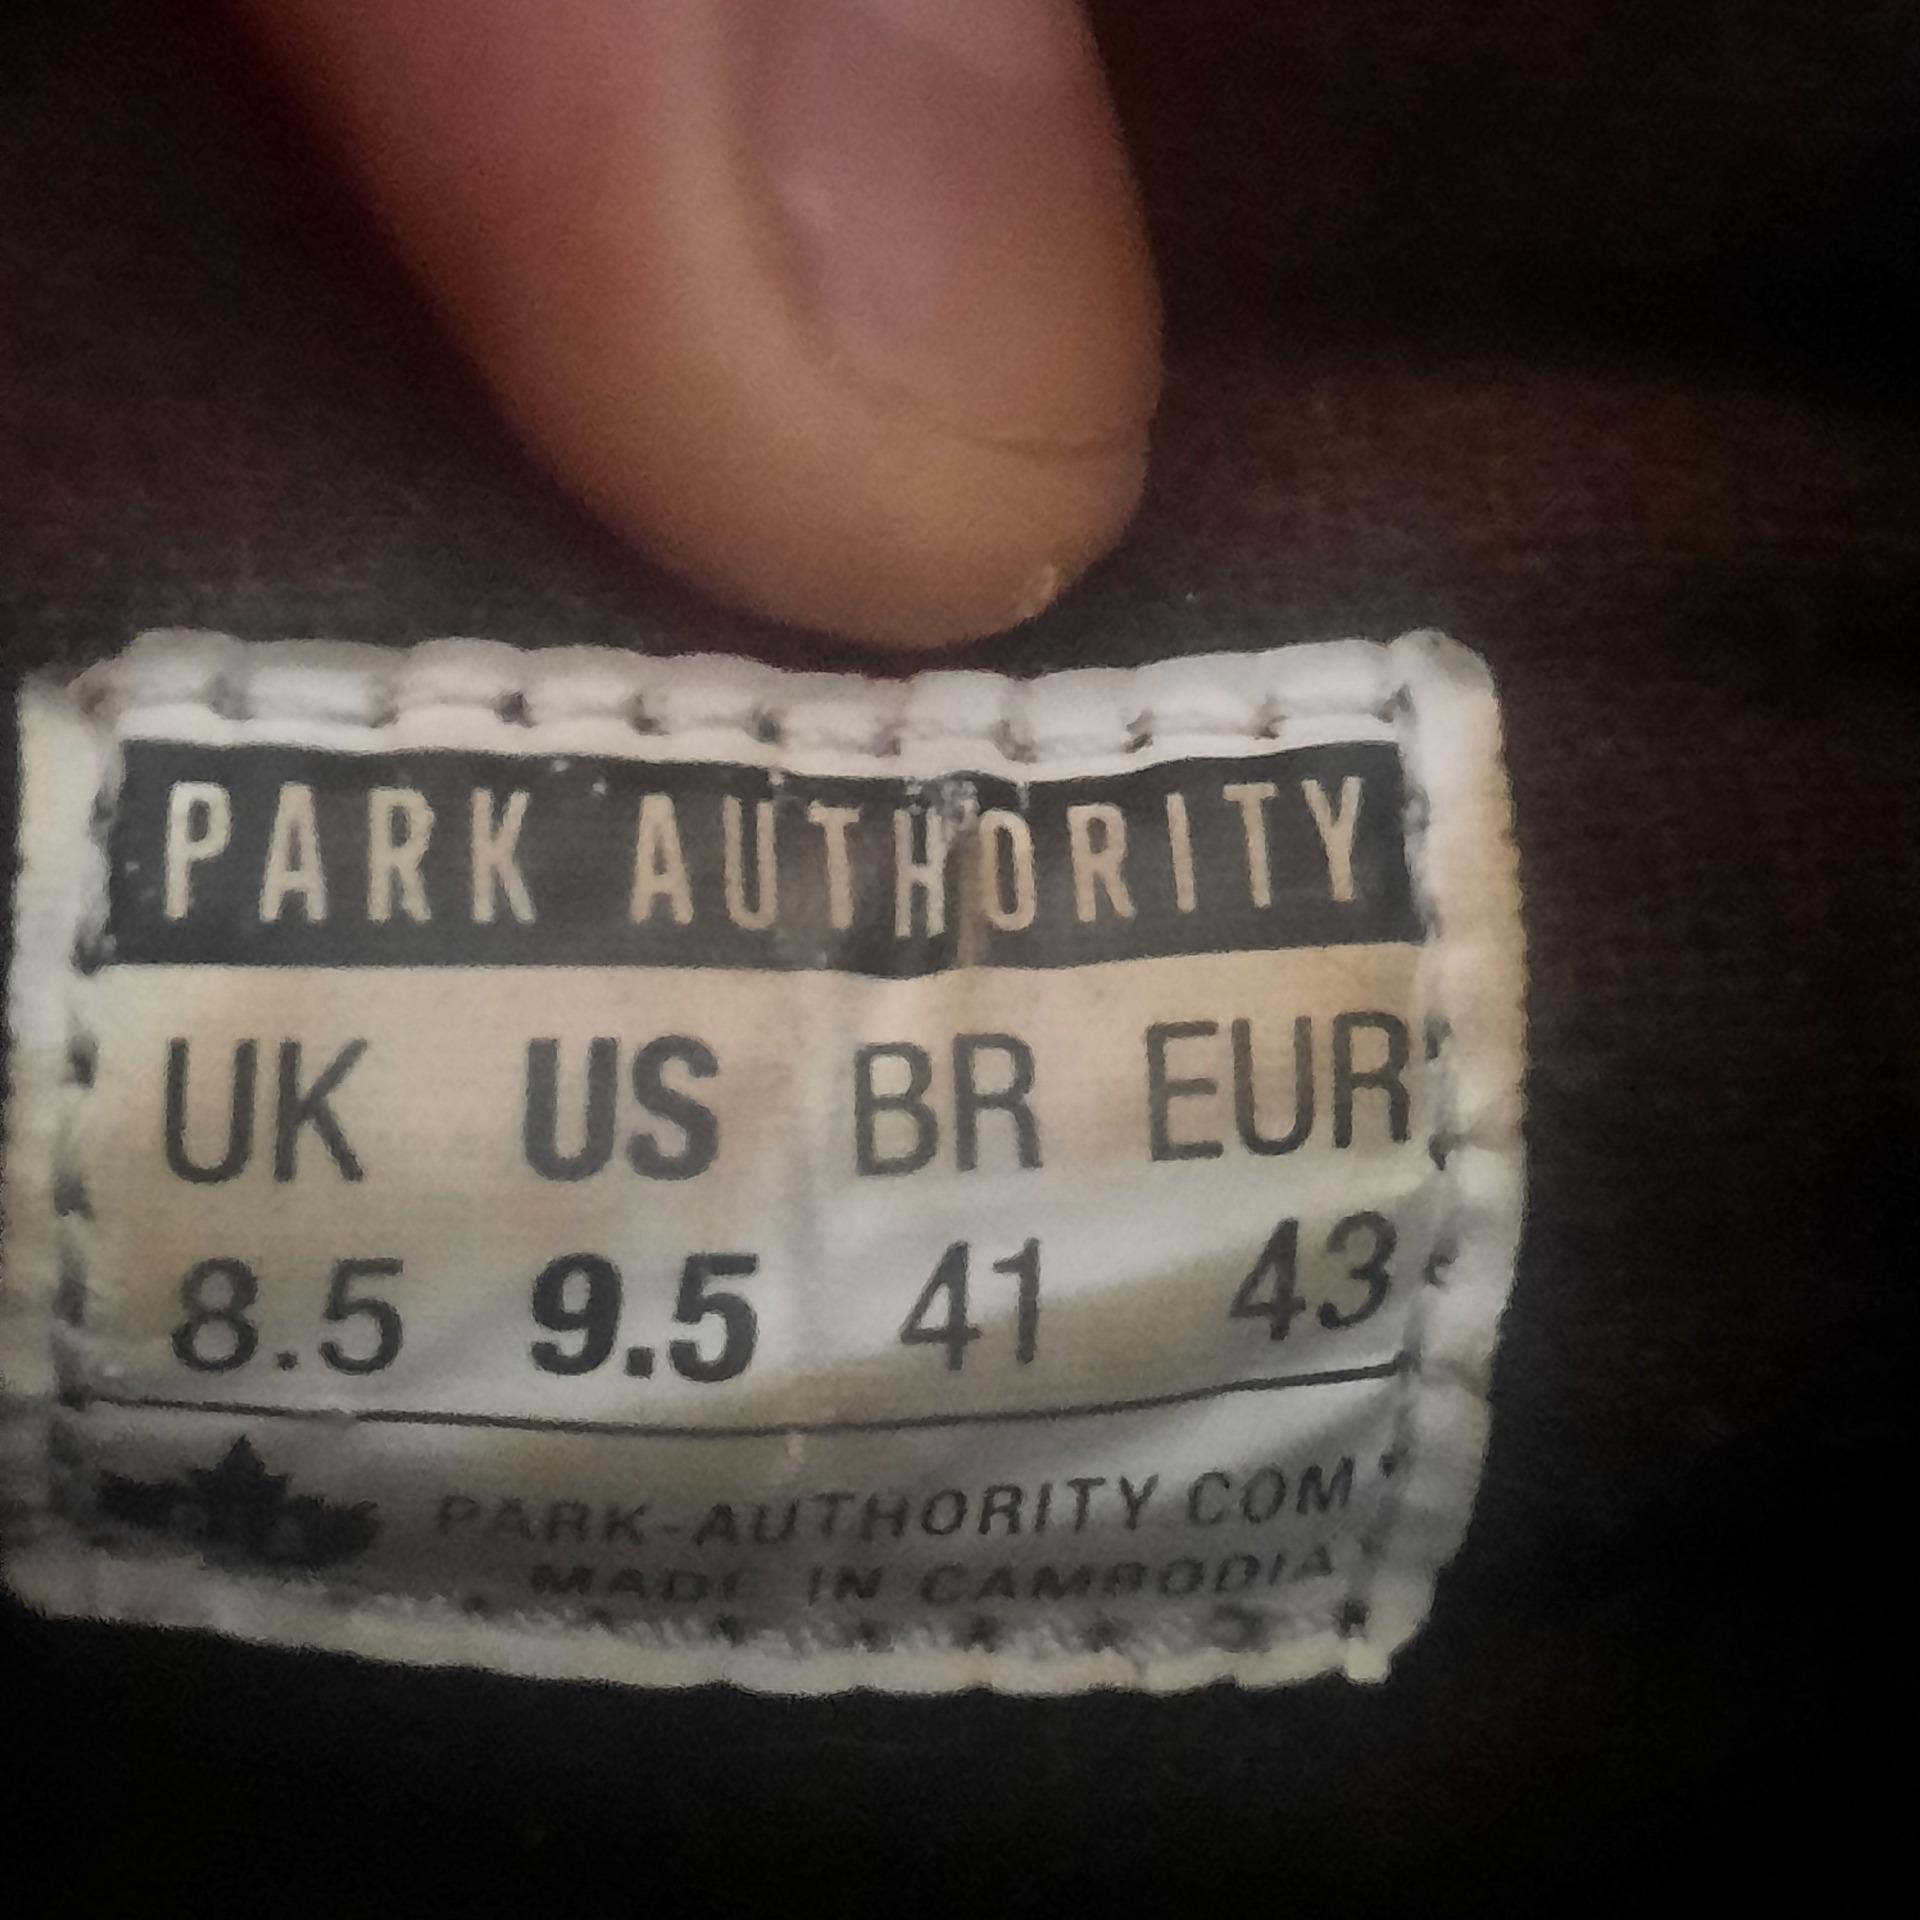 PARK AUTHORITY
UK US BR EUR
8.5 9.5 41 43
PARK-AUTHORITY.COM
MADE IN CAMBODIA